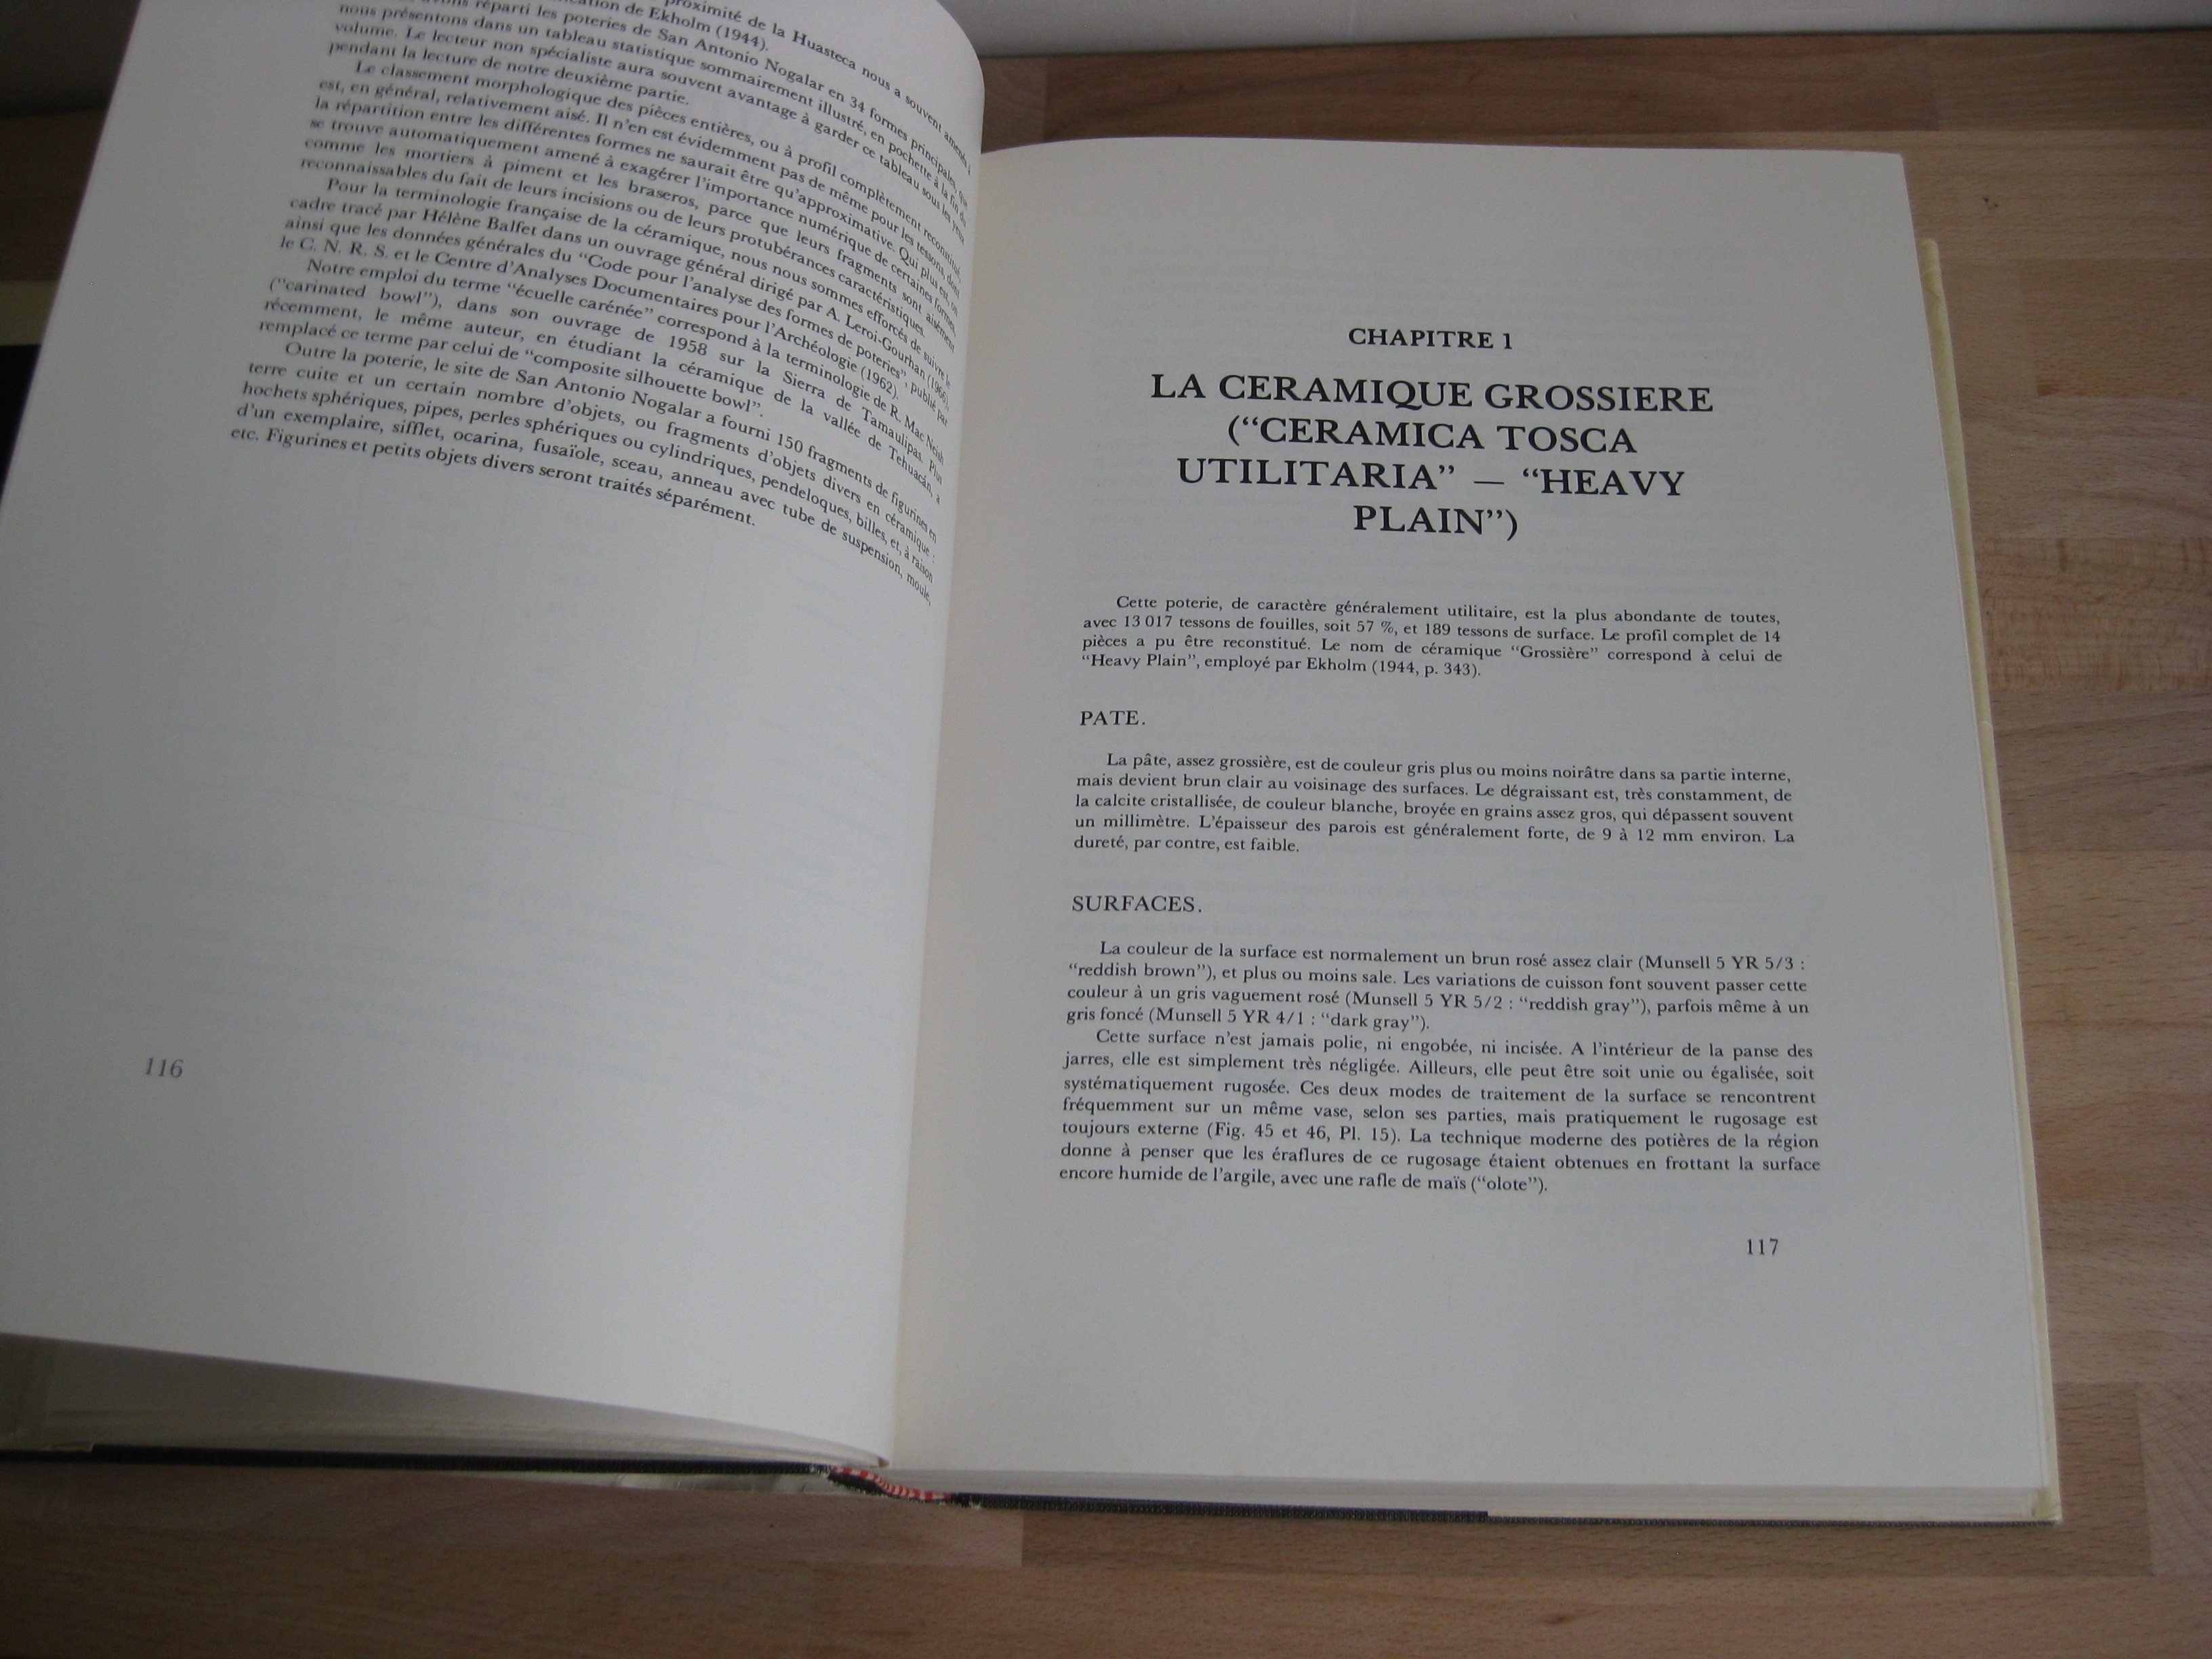 proximité de la Huasteca nous a souvent amenés à
de Ekholm (1944).
réparti les poteries de San Antonio Nogalar en 34 formes principales, que
nous présentons dans un tableau statistique sommairement illustré, en pochette à la fin du
volume. Le lecteur non spécialiste aura souvent avantage à garder ce tableau sous les yeux
pendant la lecture de notre deuxième partie.
Le classement morphologique des pièces entières, ou à profil complètement reconstitué,
est, en général, relativement aisé. Il n'en est évidemment pas de même pour les tessons, dont
la répartition entre les différentes formes ne saurait être qu'approximative. Qui plus est, on
se trouve automatiquement amené à exagérer l'importance numérique de certaines formes,
comme les mortiers à piment et les braseros, parce que leurs fragments sont aisément
reconnaissables du fait de leurs incisions ou de leurs protubérances caractéristiques.
Pour la terminologie française de la céramique, nous nous sommes efforcés de suivre le
cadre tracé par Hélène Balfet dans un ouvrage général dirigé par A. Leroi-Gourhan (1966),
ainsi que les données générales du "Code pour l'analyse des formes de poteries", publié par
le C. N. R. S. et le Centre d'Analyses Documentaires pour l'Archéologie (1962).
Notre emploi du terme "écuelle carénée" correspond à la terminologie de R. Mac Neish
("carinated bowl"), dans son ouvrage de 1958 sur la Sierra de Tamaulipas. Plus
récemment, le même auteur, en étudiant la céramique de la vallée de Tehuacán, a
remplacé ce terme par celui de "composite silhouette bowl".
Outre la poterie, le site de San Antonio Nogalar a fourni 150 fragments de figurines en
terre cuite et un certain nombre d'objets, ou fragments d'objets divers en céramique :
hochets sphériques, pipes, perles sphériques ou cylindriques, pendeloques, billes, et, à raison
d'un exemplaire, sifflet, ocarina, fusaïole, sceau, anneau avec tube de suspension, moule,
etc. Figurines et petits objets divers seront traités séparément.
116
CHAPITRE 1
LA CERAMIQUE GROSSIERE
("CERAMICA TOSCA
UTILITARIA" — "HEAVY
PLAIN")
Cette poterie, de caractère généralement utilitaire, est la plus abondante de toutes,
avec 13 017 tessons de fouilles, soit 57 %, et 189 tessons de surface. Le profil complet de 14
pièces a pu être reconstitué. Le nom de céramique "Grossière" correspond à celui de
"Heavy Plain", employé par Ekholm (1944, p. 343).
PATE.
La pâte, assez grossière, est de couleur gris plus ou moins noirâtre dans sa partie interne,
mais devient brun clair au voisinage des surfaces. Le dégraissant est, très constamment, de
la calcite cristallisée, de couleur blanche, broyée en grains assez gros, qui dépassent souvent
un millimètre. L'épaisseur des parois est généralement forte, de 9 à 12 mm environ. La
dureté, par contre, est faible.
SURFACES.
La couleur de la surface est normalement un brun rosé assez clair (Munsell 5 YR 5/3 :
"reddish brown"), et plus ou moins sale. Les variations de cuisson font souvent passer cette
couleur à un gris vaguement rosé (Munsell 5 YR 5/2 : "reddish gray"), parfois même à un
gris foncé (Munsell 5 YR 4/1 : "dark gray").
Cette surface n'est jamais polie, ni engobée, ni incisée. A l'intérieur de la panse des
jarres, elle est simplement très négligée. Ailleurs, elle peut être soit unie ou égalisée, soit
systématiquement rugosée. Ces deux modes de traitement de la surface se rencontrent
fréquemment sur un même vase, selon ses parties, mais pratiquement le rugosage est
toujours externe (Fig. 45 et 46, Pl. 15). La technique moderne des potières de la région
donne à penser que les éraflures de ce rugosage étaient obtenues en frottant la surface
encore humide de l'argile, avec une rafle de maïs ("olote").
117